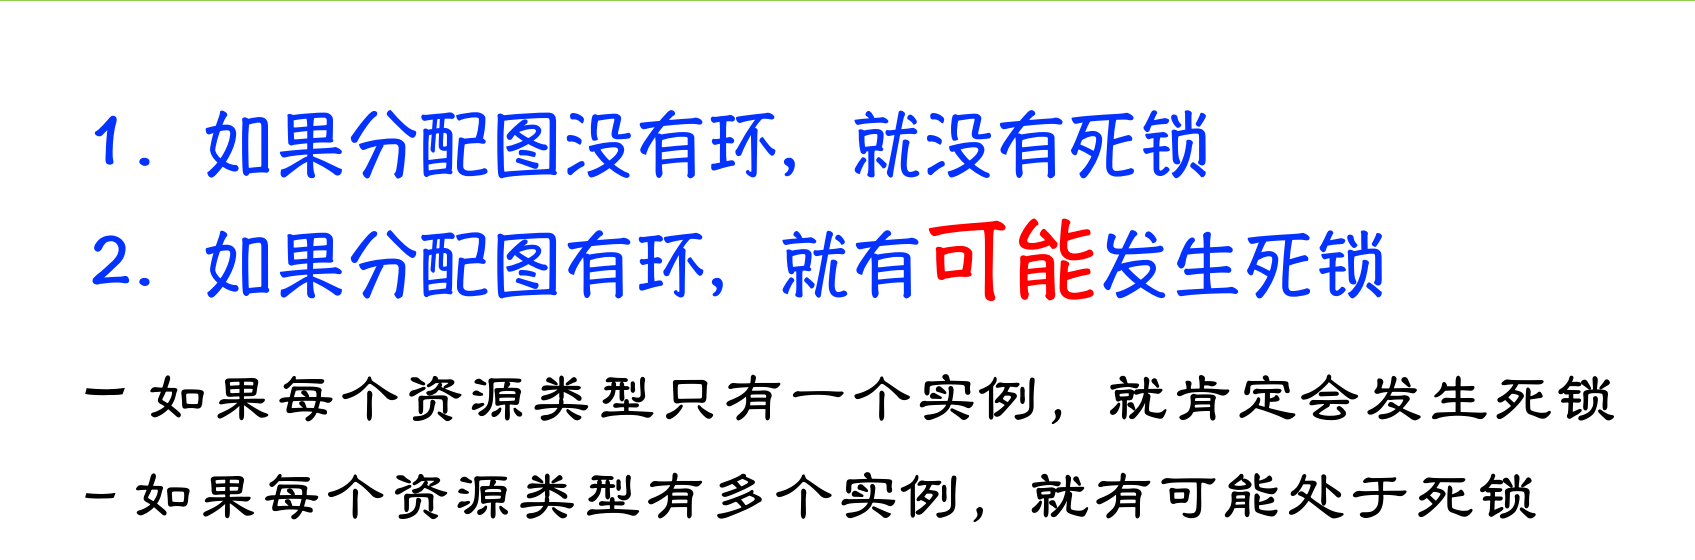 1. 如果分配图没有环，就没有死锁
2. 如果分配图有环，就有可能发生死锁
– 如果每个资源类型只有一个实例，就肯定会发生死锁
– 如果每个资源类型有多个实例，就有可能处于死锁